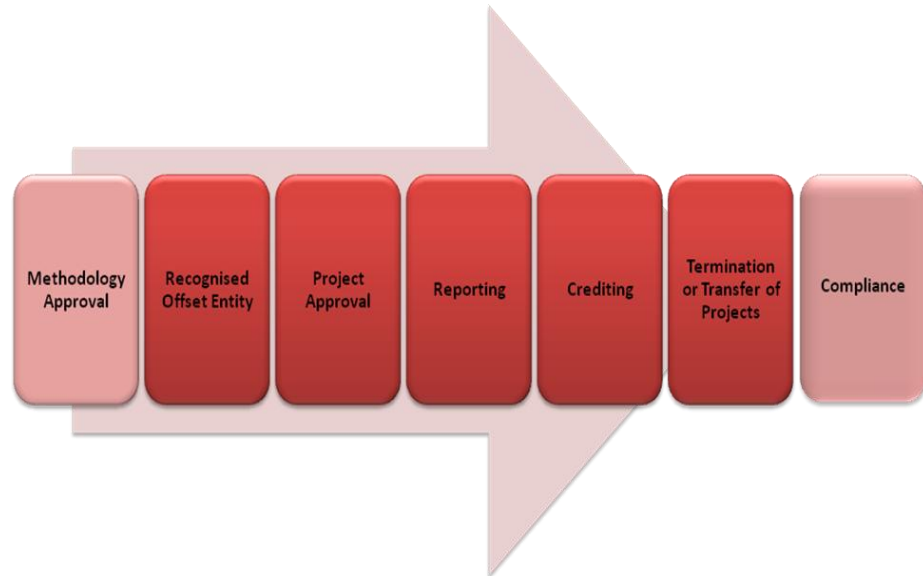 Methodology
Approval
Recognised
Offset Entity
Project
Approval
Reporting
Crediting
Termination
or Transfer of
Projects
Compliance